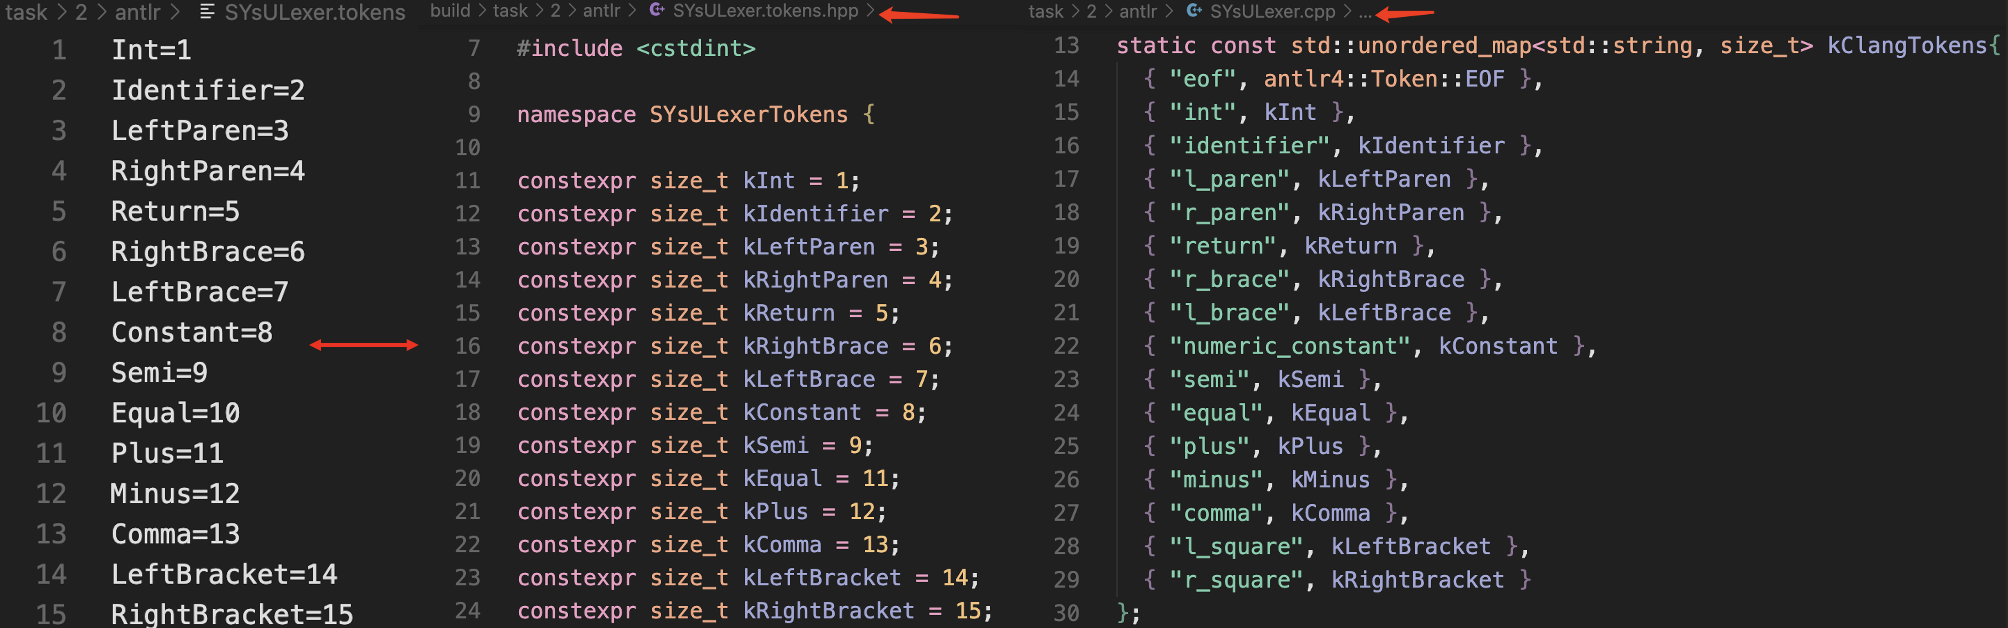 task > 2 > antlr > SYsULexer.tokens
1 Int=1
2 Identifier=2
3 LeftParen=3
4 RightParen=4
5 Return=5
6 RightBrace=6
7 LeftBrace=7
8 Constant=8
9 Semi=9
10 Equal=10
11 Plus=11
12 Minus=12
13 Comma=13
14 LeftBracket=14
15 RightBracket=15
build > task > 2 > antlr > SYsULexer.tokens.hpp >
7 #include <cstdint>
8
9 namespace SYsULexerTokens {
10
11 constexpr size_t kInt = 1;
12 constexpr size_t kIdentifier = 2;
13 constexpr size_t kLeftParen = 3;
14 constexpr size_t kRightParen = 4;
15 constexpr size_t kReturn = 5;
16 constexpr size_t kRightBrace = 6;
17 constexpr size_t kLeftBrace = 7;
18 constexpr size_t kConstant = 8;
19 constexpr size_t kSemi = 9;
20 constexpr size_t kEqual = 11;
21 constexpr size_t kPlus = 12;
22 constexpr size_t kComma = 13;
23 constexpr size_t kLeftBracket = 14;
24 constexpr size_t kRightBracket = 15;
task > 2 > antlr > SYsULexer.cpp > ...
13 static const std::unordered_map<std::string, size_t> kClangTokens{
14 { "eof", antlr4::Token::EOF },
15 { "int", kInt },
16 { "identifier", kIdentifier },
17 { "l_paren", kLeftParen },
18 { "r_paren", kRightParen },
19 { "return", kReturn },
20 { "r_brace", kRightBrace },
21 { "l_brace", kLeftBrace },
22 { "numeric_constant", kConstant },
23 { "semi", kSemi },
24 { "equal", kEqual },
25 { "plus", kPlus },
26 { "minus", kMinus },
27 { "comma", kComma },
28 { "l_square", kLeftBracket },
29 { "r_square", kRightBracket }
30 };